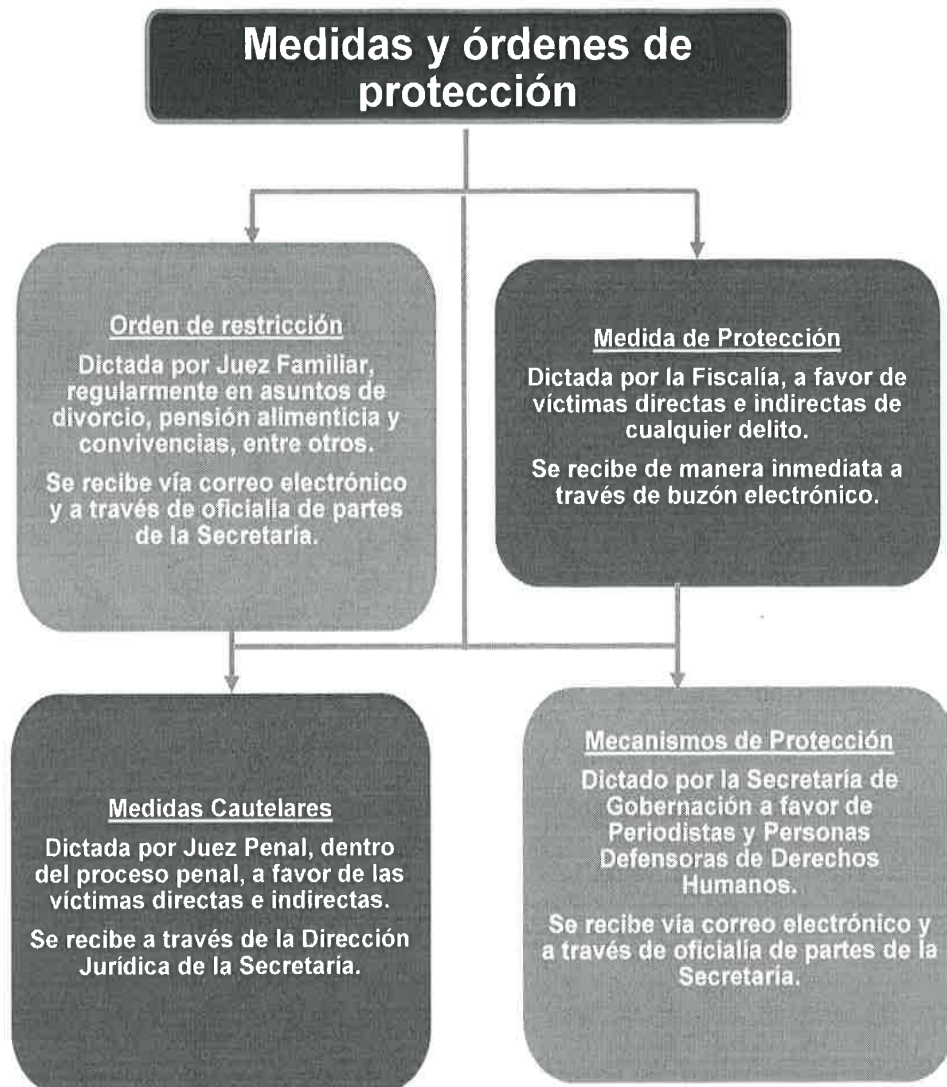 Medidas y órdenes de
protección
Orden de restricción
Dictada por Juez Familiar,
regularmente en asuntos de
divorcio, pensión alimenticia y
convivencias, entre otros.
Se recibe vía correo electrónico
y a través de oficialía de partes
de la Secretaría.
Medida de Protección
Dictada por la Fiscalía, a favor de
víctimas directas e indirectas de
cualquier delito.
Se recibe de manera inmediata a
través de buzón electrónico.
Medidas Cautelares
Dictada por Juez Penal, dentro
del proceso penal, a favor de las
víctimas directas e indirectas.
Se recibe a través de la Dirección
Jurídica de la Secretaría.
Mecanismos de Protección
Dictado por la Secretaría de
Gobernación a favor de
Periodistas y Personas
Defensoras de Derechos
Humanos.
Se recibe vía correo electrónico y
a través de oficialía de partes de la
Secretaría.